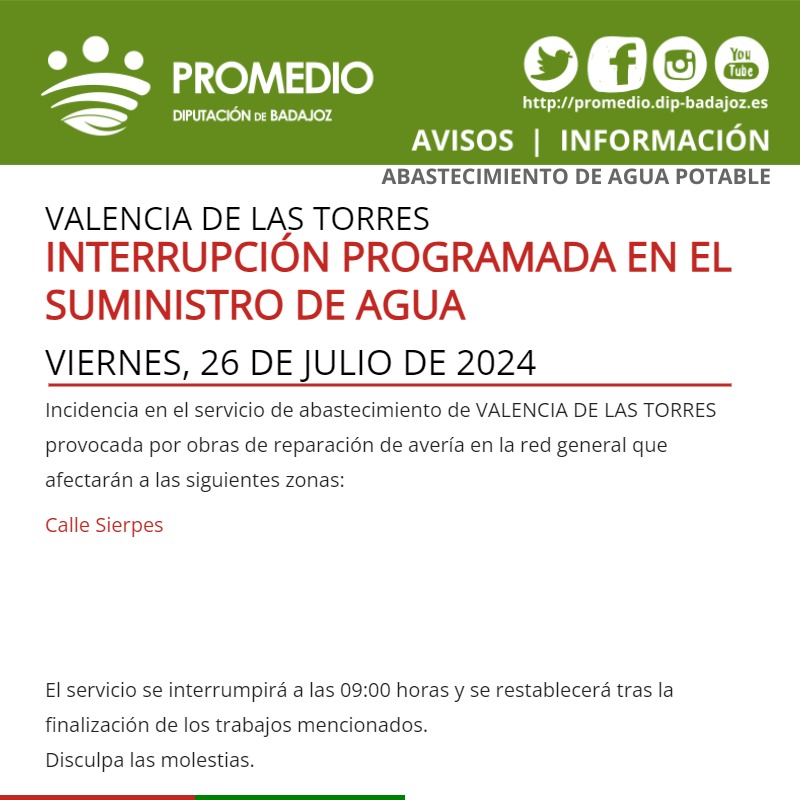 PROMEDIO
DIPUTACIÓN DE BADAJOZ
You
Tube
http://promedio.dip-badajoz.es
AVISOS | INFORMACIÓN
ABASTECIMIENTO DE AGUA POTABLE
VALENCIA DE LAS TORRES
INTERRUPCIÓN PROGRAMADA EN EL
SUMINISTRO DE AGUA
VIERNES, 26 DE JULIO DE 2024
Incidencia en el servicio de abastecimiento de VALENCIA DE LAS TORRES
provocada por obras de reparación de avería en la red general que
afectarán a las siguientes zonas:
Calle Sierpes
El servicio se interrumpirá a las 09:00 horas y se restablecerá tras la
finalización de los trabajos mencionados.
Disculpa las molestias.